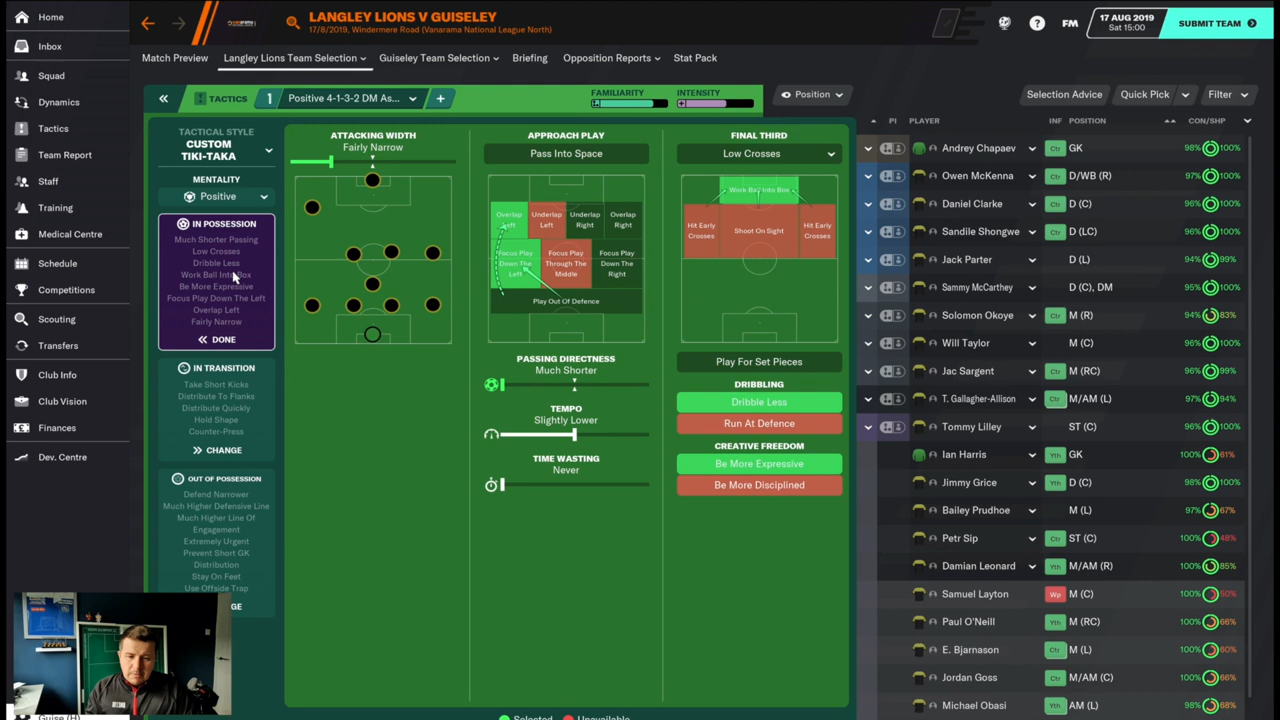 Home
Inbox
Squad
Dynamics
Tactics
Team Report
Staff
Training
Medical Centre
Schedule
Competitions
Scouting
Transfers
Club Info
Club Vision
Finances
Dev. Centre
LANGLEY LIONS V GUISELEY
17/8/2019, Windermere Road (Vanarama National League North)
FM
17 AUG 2019
Sat 15:00
SUBMIT TEAM
Match Preview
Langley Lions Team Selection
Guiseley Team Selection
Briefing
Opposition Reports
Stat Pack
TACTICS
1
Positive 4-1-3-2 DM As...
FAMILIARITY
INTENSITY
Position
Selection Advice
Quick Pick
Filter
TACTICAL STYLE
CUSTOM
TIKI-TAKA
MENTALITY
Positive
IN POSSESSION
Much Shorter Passing
Low Crosses
Dribble Less
Work Ball Into Box
Be More Expressive
Focus Play Down The Left
Overlap Left
Fairly Narrow
DONE
IN TRANSITION
Take Short Kicks
Distribute To Flanks
Distribute Quickly
Hold Shape
Counter-Press
CHANGE
OUT OF POSSESSION
Defend Narrower
Much Higher Defensive Line
Much Higher Line Of
Engagement
Extremely Urgent
Prevent Short GK
Distribution
Stay On Feet
Use Offside Trap
ATTACKING WIDTH
Fairly Narrow
APPROACH PLAY
Pass Into Space
Overlap Left
Underlap Left
Underlap Right
Overlap Right
Focus Play Down The Left
Focus Play Through The Middle
Focus Play Down The Right
Play Out Of Defence
PASSING DIRECTNESS
Much Shorter
TEMPO
Slightly Lower
TIME WASTING
Never
FINAL THIRD
Low Crosses
Work Ball Into Box
Hit Early Crosses
Shoot On Sight
Hit Early Crosses
Play For Set Pieces
DRIBBLING
Dribble Less
Run At Defence
CREATIVE FREEDOM
Be More Expressive
Be More Disciplined
PI PLAYER INF POSITION CON/SHP
Andrey Chapaev Ctr GK 98% 100%
Owen McKenna D/WB (R) 96% 100%
Daniel Clarke Ctr D (C) 96% 100%
Sandile Shongwe Ctr D (LC) 96% 100%
Jack Parter Ctr D (L) 94% 99%
Sammy McCarthey D (C), DM 95% 100%
Solomon Okoye Ctr M (R) 94% 83%
Will Taylor M (C) 96% 100%
Jac Sargent Ctr M (RC) 96% 99%
T. Gallagher-Allison Ctr M/AM (L) 97% 94%
Tommy Lilley ST (C) 96% 100%
Ian Harris Yth GK 100% 61%
Jimmy Grice Yth D (C) 98% 100%
Bailey Prudhoe M (L) 97% 67%
Petr Sip Ctr ST (C) 96% 48%
Damian Leonard Yth M/AM (R) 100% 85%
Samuel Layton Wp M (C) 100% 50%
Paul O'Neill Yth M (RC) 100% 66%
E. Bjarnason Ctr M (L) 100% 60%
Jordan Goss Ctr M/AM (C) 100% 66%
Michael Obasi Yth AM (L) 98% 68%